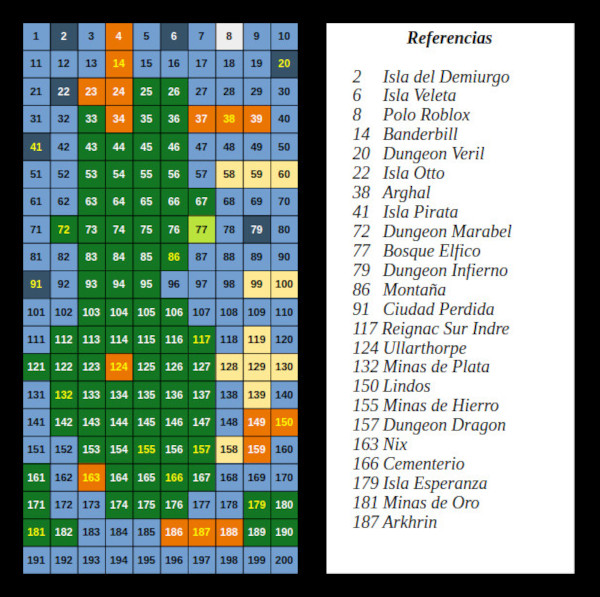 1 2 3 4 5 6 7 8 9 10
11 12 13 14 15 16 17 18 19 20
21 22 23 24 25 26 27 28 29 30
31 32 33 34 35 36 37 38 39 40
41 42 43 44 45 46 47 48 49 50
51 52 53 54 55 56 57 58 59 60
61 62 63 64 65 66 67 68 69 70
71 72 73 74 75 76 77 78 79 80
81 82 83 84 85 86 87 88 89 90
91 92 93 94 95 96 97 98 99 100
101 102 103 104 105 106 107 108 109 110
111 112 113 114 115 116 117 118 119 120
121 122 123 124 125 126 127 128 129 130
131 132 133 134 135 136 137 138 139 140
141 142 143 144 145 146 147 148 149 150
151 152 153 154 155 156 157 158 159 160
161 162 163 164 165 166 167 168 169 170
171 172 173 174 175 176 177 178 179 180
181 182 183 184 185 186 187 188 189 190
191 192 193 194 195 196 197 198 199 200
Referencias
2 Isla del Demiurgo
6 Isla Veleta
8 Polo Roblox
14 Banderbill
20 Dungeon Veril
22 Isla Otto
38 Arghal
41 Isla Pirata
72 Dungeon Marabel
77 Bosque Elfico
79 Dungeon Infierno
86 Montaña
91 Ciudad Perdida
117 Reignac Sur Indre
124 Ullarthorpe
132 Minas de Plata
150 Lindos
155 Minas de Hierro
157 Dungeon Dragon
163 Nix
166 Cementerio
179 Isla Esperanza
181 Minas de Oro
187 Arkhrin